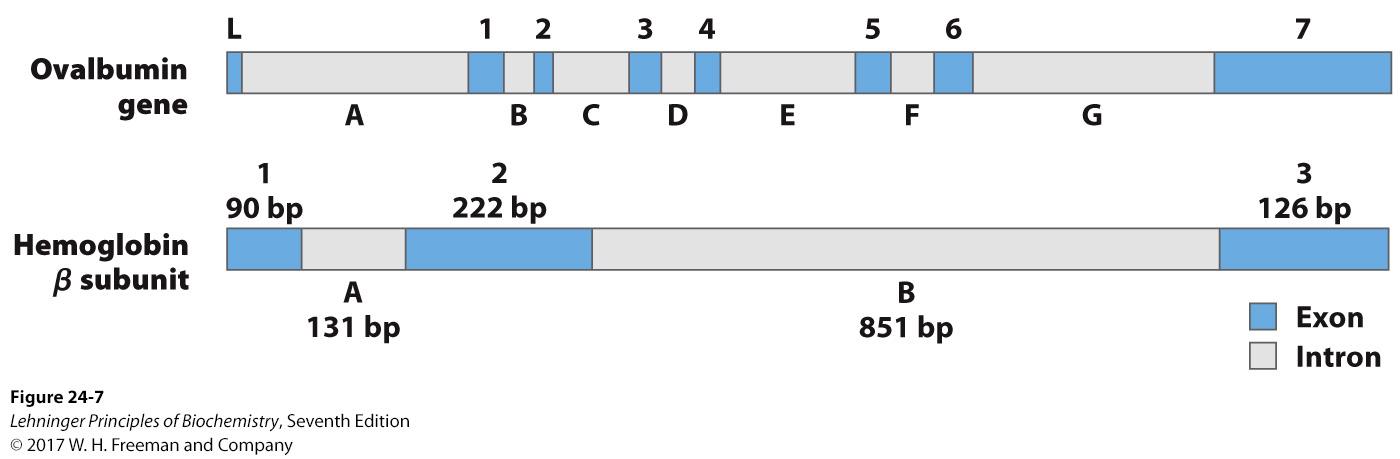 L 1 2 3 4 5 6 7
Ovalbumin
gene
A B C D E F G
1 2 3
90 bp 222 bp 126 bp
Hemoglobin
β subunit
A B
131 bp 851 bp
Exon
Intron
Figure 24-7
Lehninger Principles of Biochemistry, Seventh Edition
© 2017 W. H. Freeman and Company